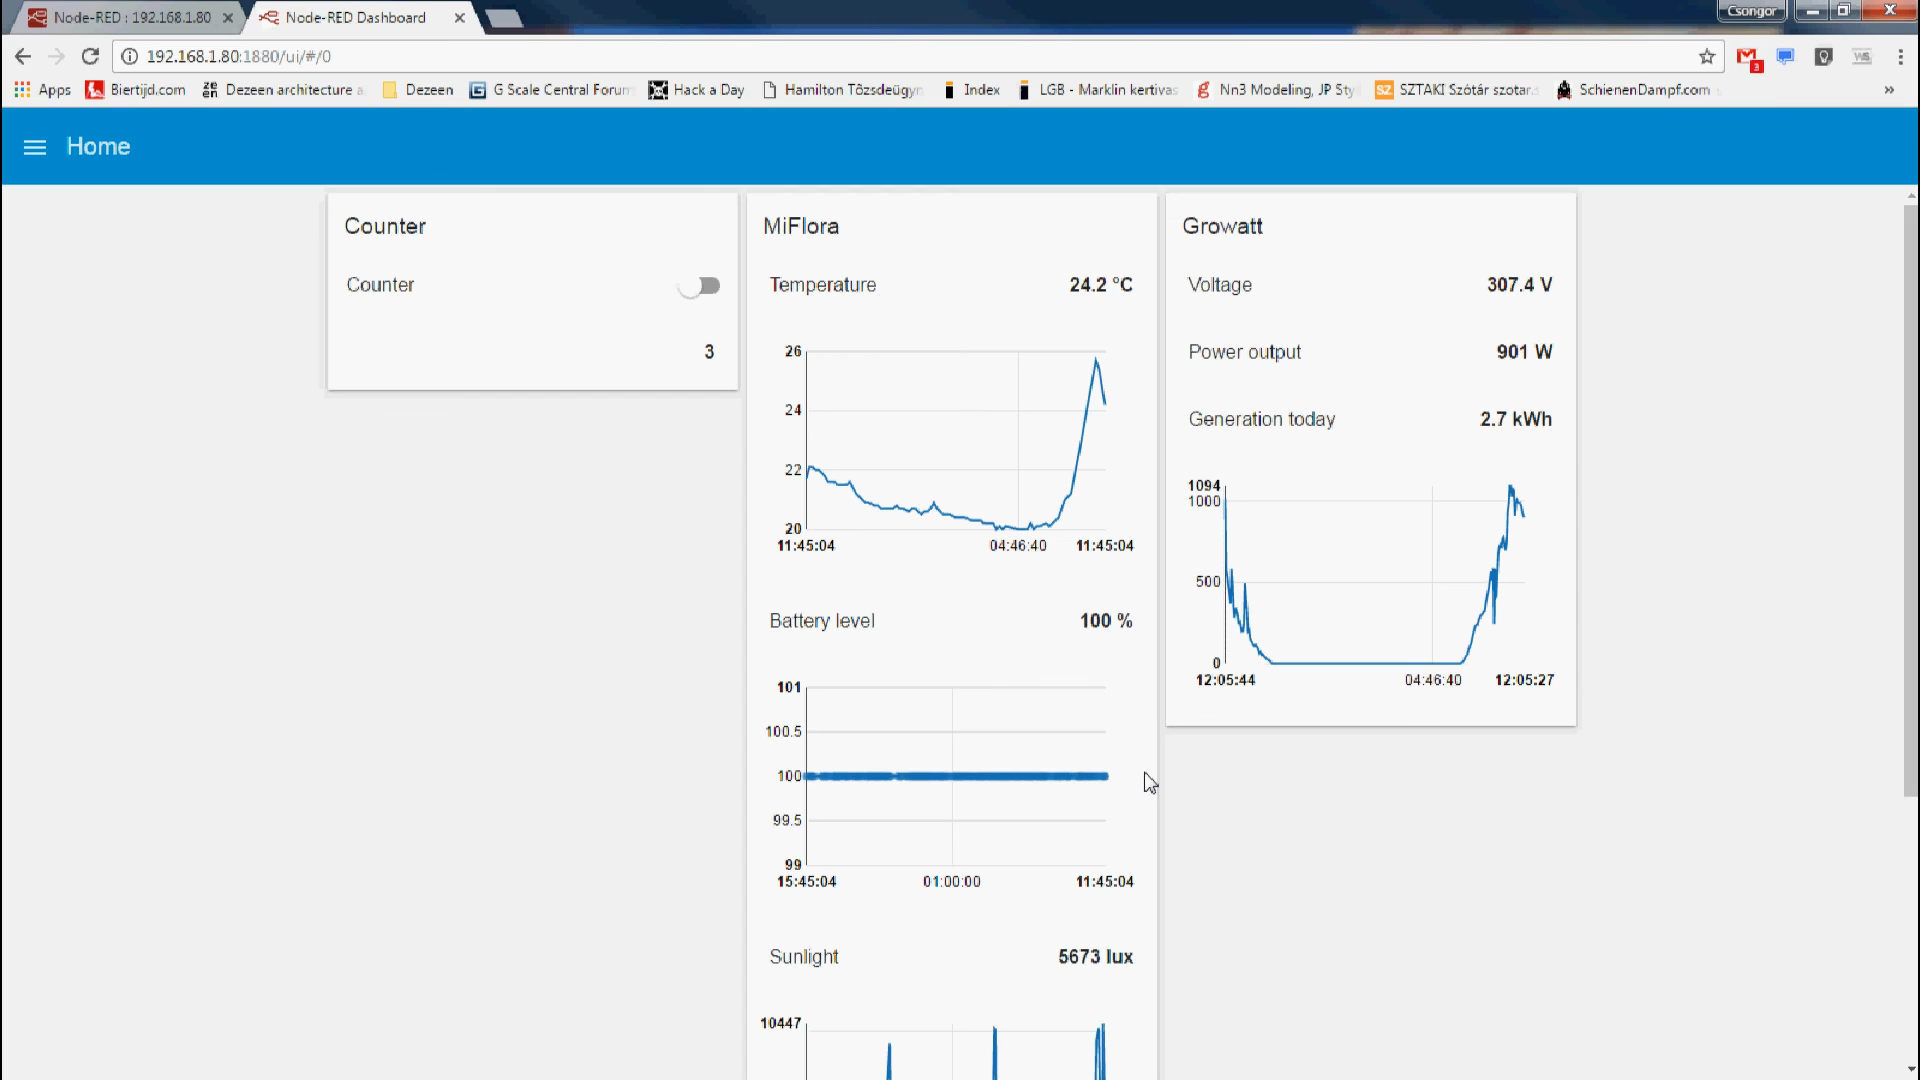 Node-RED : 192.168.1.80
Node-RED Dashboard
Csongor
192.168.1.80:1880/ui/#/0
3
Apps
Biertijd.com
Dezeen architecture a
Dezeen
G Scale Central Forum
Hack a Day
Hamilton Tőzsdeügyn
Index
LGB - Marklin kertivas
Nn3 Modeling, JP Sty
SZ SZTAKI Szótár szotar.s
SchienenDampf.com
»
Home
Counter
Counter
3
MiFlora
Temperature 24.2 °C
26
24
22
20
11:45:04 04:46:40 11:45:04
Battery level 100 %
101
100.5
100
99.5
99
15:45:04 01:00:00 11:45:04
Sunlight 5673 lux
10447
Growatt
Voltage 307.4 V
Power output 901 W
Generation today 2.7 kWh
1094
1000
500
0
12:05:44 04:46:40 12:05:27